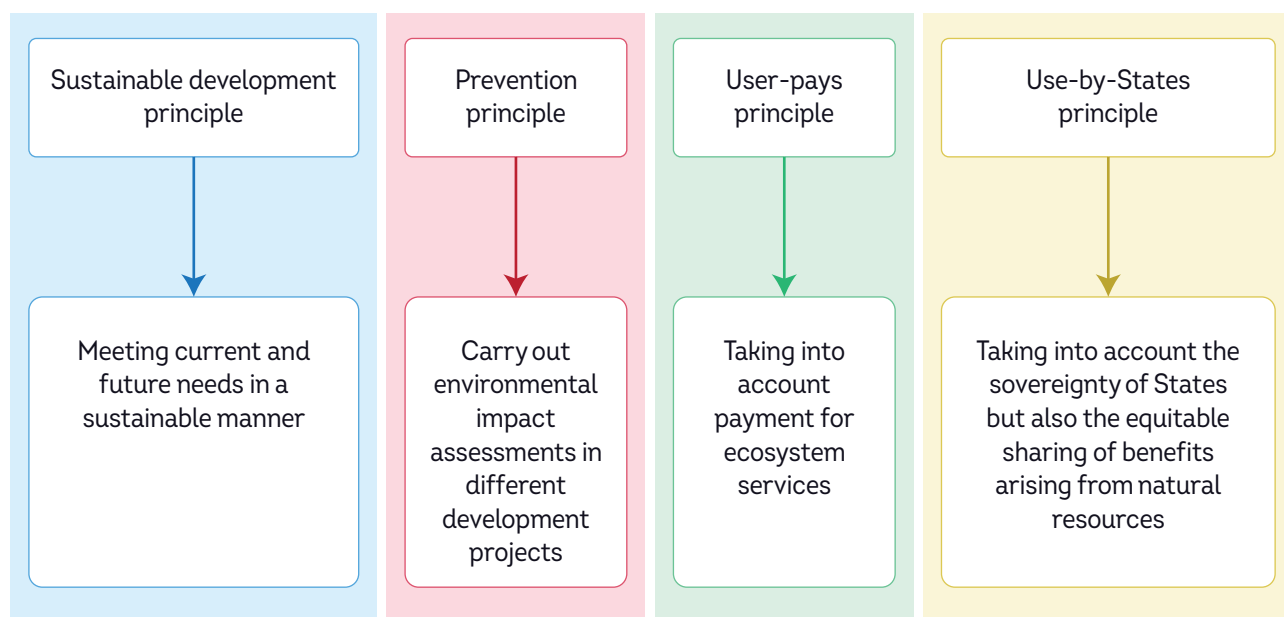 Sustainable development
principle
Prevention
principle
User-pays
principle
Use-by-States
principle
Meeting current and
future needs in a
sustainable manner
Carry out
environmental
impact
assessments in
different
development
projects
Taking into
account
payment for
ecosystem
services
Taking into account the
sovereignty of States
but also the equitable
sharing of benefits
arising from natural
resources